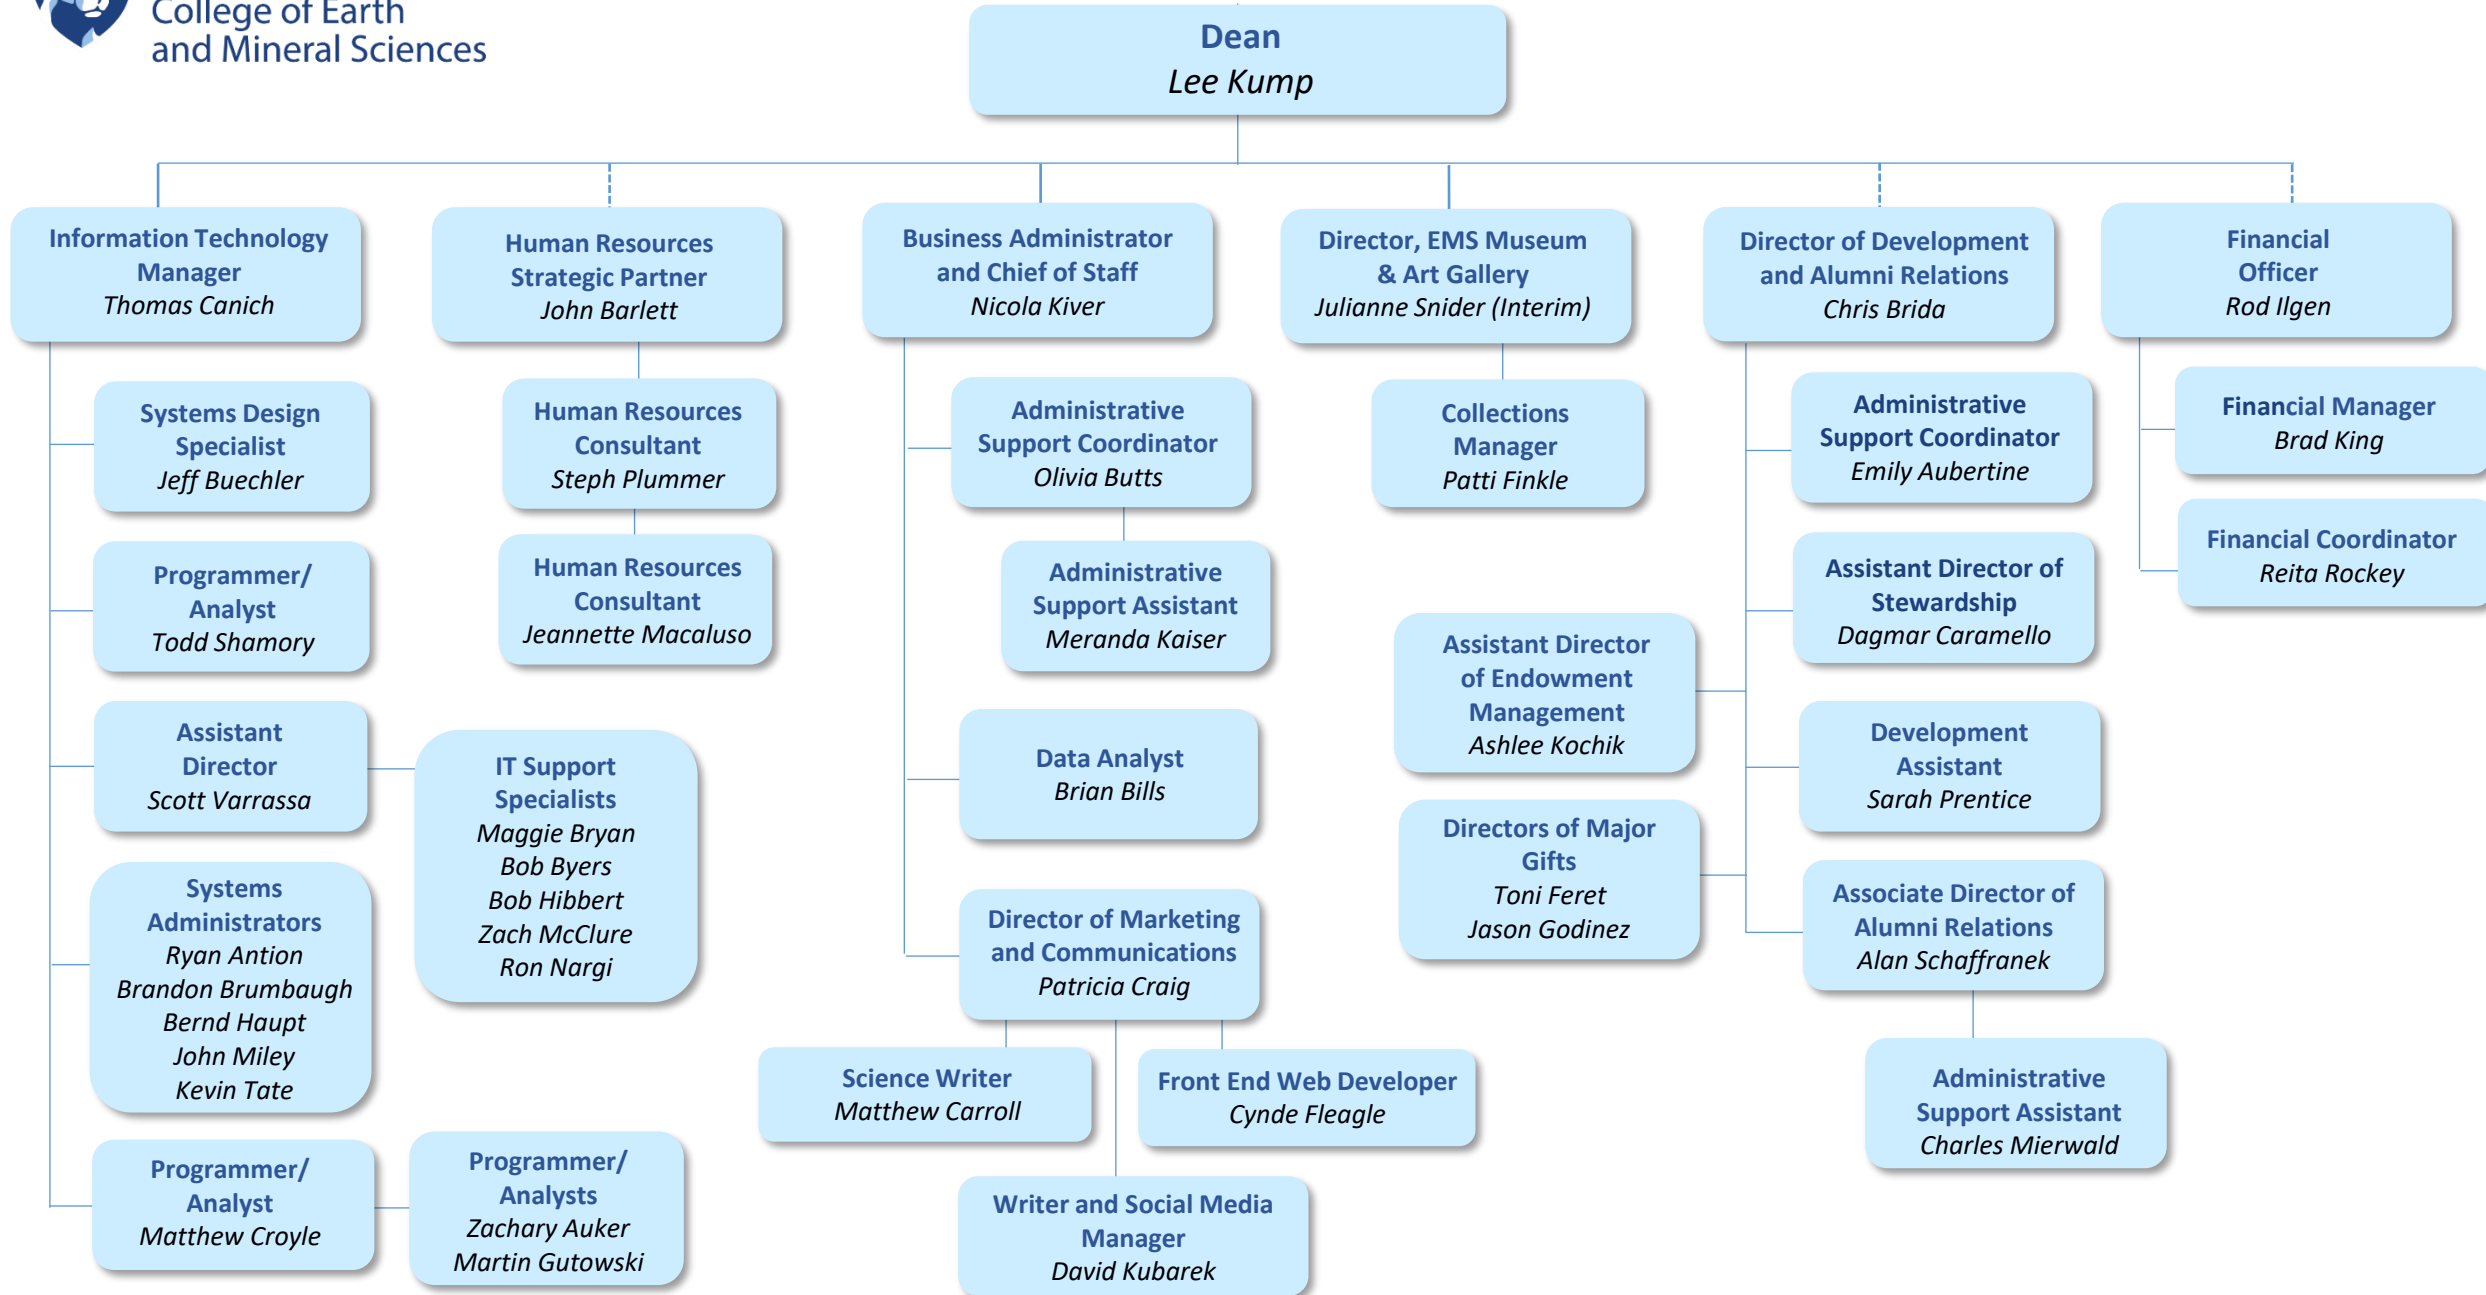 College of Earth
and Mineral Sciences
Dean
Lee Kump
Information Technology
Manager
Thomas Canich
Human Resources
Strategic Partner
John Barlett
Business Administrator
and Chief of Staff
Nicola Kiver
Director, EMS Museum
& Art Gallery
Julianne Snider (Interim)
Director of Development
and Alumni Relations
Chris Brida
Financial
Officer
Rod Ilgen
Systems Design
Specialist
Jeff Buechler
Programmer/
Analyst
Todd Shamory
Assistant
Director
Scott Varrassa
IT Support
Specialists
Maggie Bryan
Bob Byers
Bob Hibbert
Zach McClure
Ron Nargi
Systems
Administrators
Ryan Antion
Brandon Brumbaugh
Bernd Haupt
John Miley
Kevin Tate
Programmer/
Analyst
Matthew Croyle
Programmer/
Analysts
Zachary Auker
Martin Gutowski
Human Resources
Consultant
Steph Plummer
Human Resources
Consultant
Jeannette Macaluso
Administrative
Support Coordinator
Olivia Butts
Administrative
Support Assistant
Meranda Kaiser
Data Analyst
Brian Bills
Director of Marketing
and Communications
Patricia Craig
Science Writer
Matthew Carroll
Front End Web Developer
Cynde Fleagle
Writer and Social Media
Manager
David Kubarek
Collections
Manager
Patti Finkle
Administrative
Support Coordinator
Emily Aubertine
Assistant Director of
Stewardship
Dagmar Caramello
Assistant Director
of Endowment
Management
Ashlee Kochik
Development
Assistant
Sarah Prentice
Directors of Major
Gifts
Toni Feret
Jason Godinez
Associate Director of
Alumni Relations
Alan Schaffranek
Administrative
Support Assistant
Charles Mierwald
Financial Manager
Brad King
Financial Coordinator
Reita Rockey